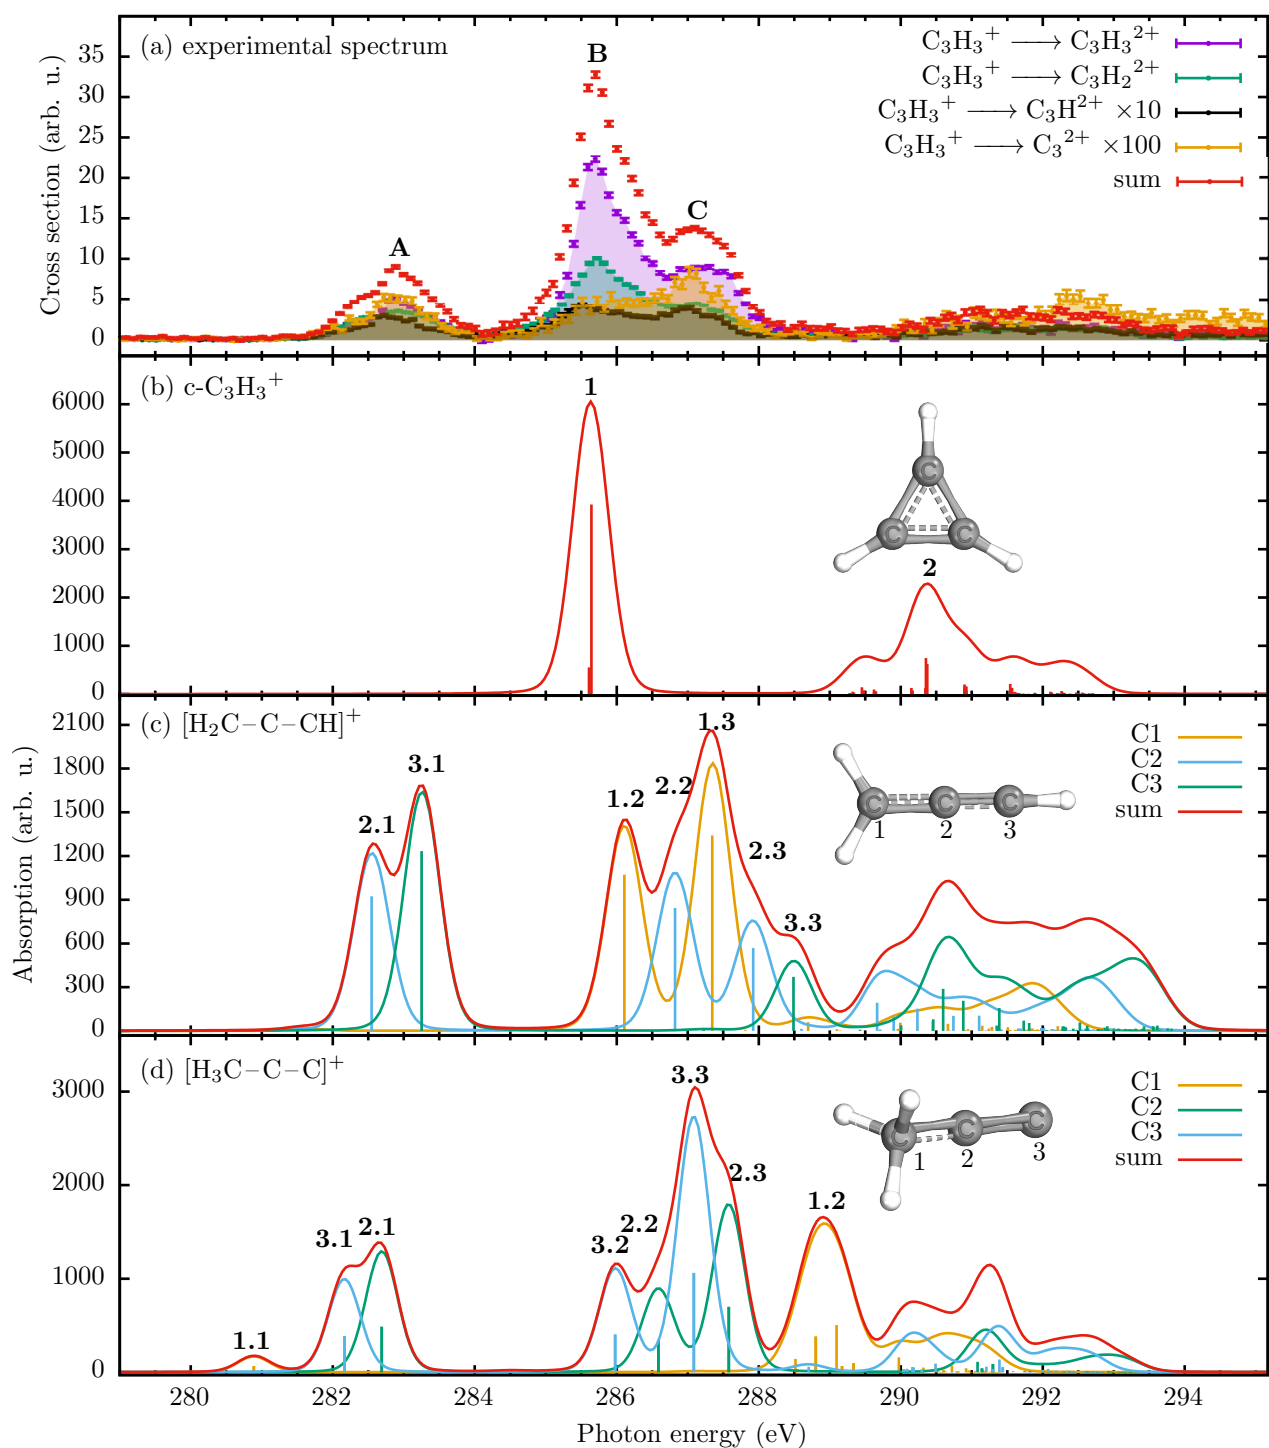 (a) experimental spectrum
C₃H₃⁺ ⟶ C₃H₃²⁺
C₃H₃⁺ ⟶ C₃H₂²⁺
C₃H₃⁺ ⟶ C₃H²⁺ ×10
C₃H₃⁺ ⟶ C₃²⁺ ×100
sum
A
B
C
Cross section (arb. u.)
35
30
25
20
15
10
5
0
(b) c-C₃H₃⁺
1
2
C
C
C
6000
5000
4000
3000
2000
1000
0
(c) [H₂C−C−CH]⁺
C1
C2
C3
sum
2.1
3.1
1.2
2.2
1.3
2.3
3.3
C
C
C
1
2
3
Absorption (arb. u.)
2100
1800
1500
1200
900
600
300
0
(d) [H₃C−C−C]⁺
C1
C2
C3
sum
1.1
3.1
2.1
3.2
2.2
3.3
2.3
1.2
C
C
C
1
2
3
3000
2000
1000
0
280
282
284
286
288
290
292
294
Photon energy (eV)